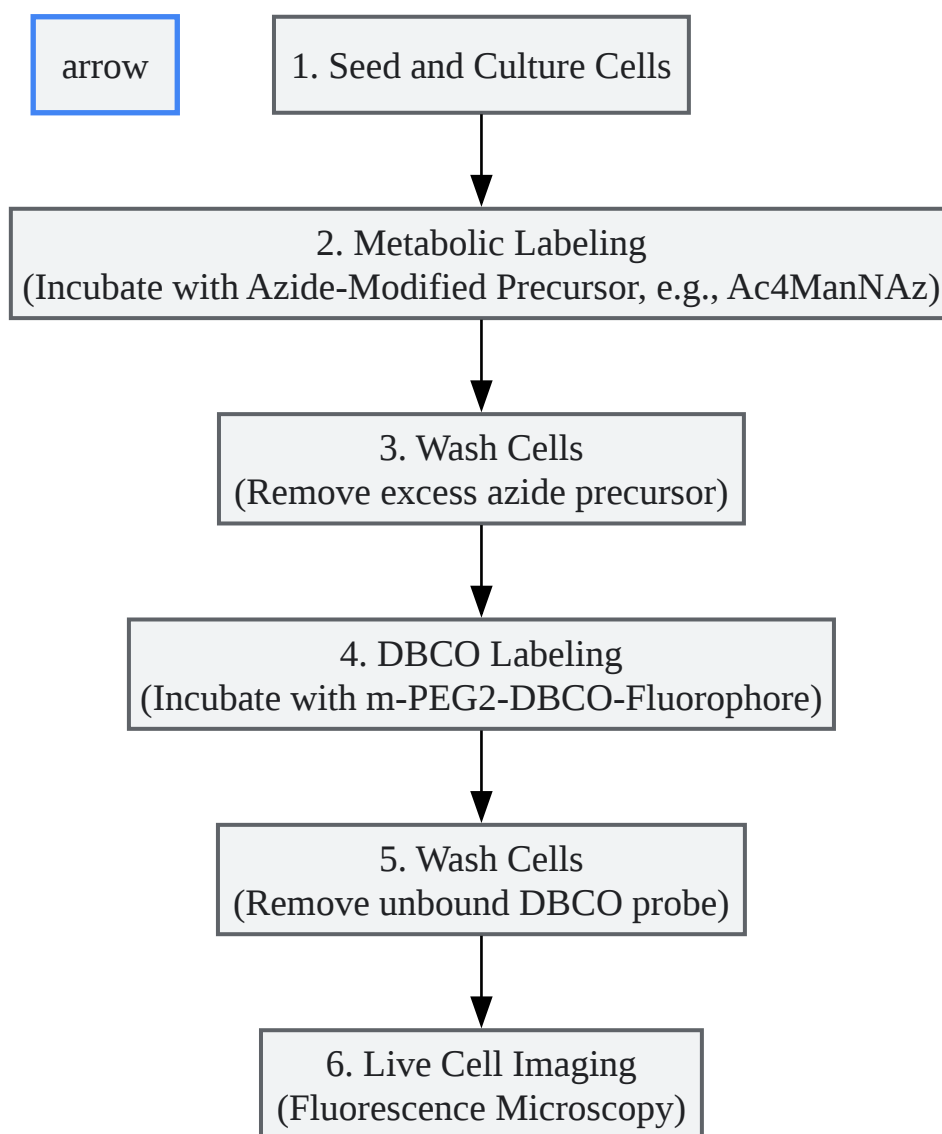 arrow
1. Seed and Culture Cells
2. Metabolic Labeling
(Incubate with Azide-Modified Precursor, e.g., Ac4ManNAz)
3. Wash Cells
(Remove excess azide precursor)
4. DBCO Labeling
(Incubate with m-PEG2-DBCO-Fluorophore)
5. Wash Cells
(Remove unbound DBCO probe)
6. Live Cell Imaging
(Fluorescence Microscopy)